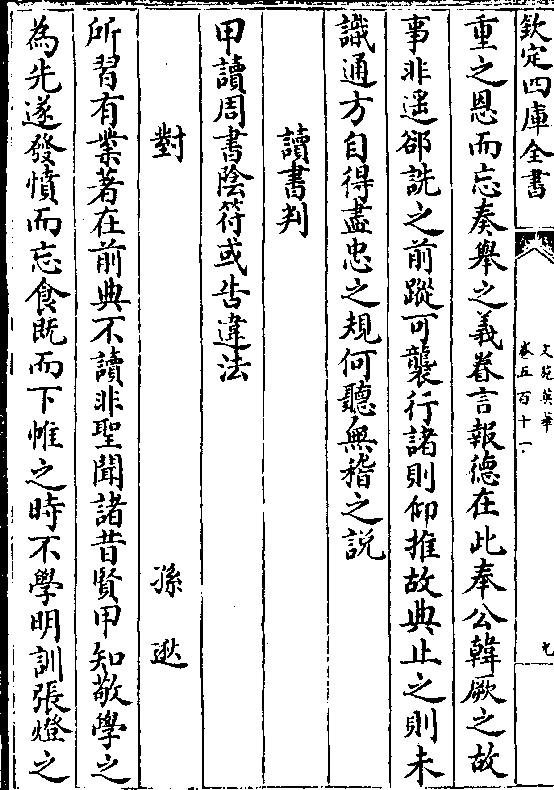 欽定四庫全書
文苑英華
卷五百十一
九
重之恩而忘奏舉之義眷言報德在此奉公韓厥之故
事非遥郤詵之前蹤可襲行諸則仰推故典止之則未
識通方自得盡忠之規何聽無稽之説
讀書判
甲讀周書陰符或告違法
對
孫逖
所習有業著在前典不讀非聖聞諸昔賢甲知敬學之
為先遂發憤而忘食既而下帷之時不學明訓張燈之